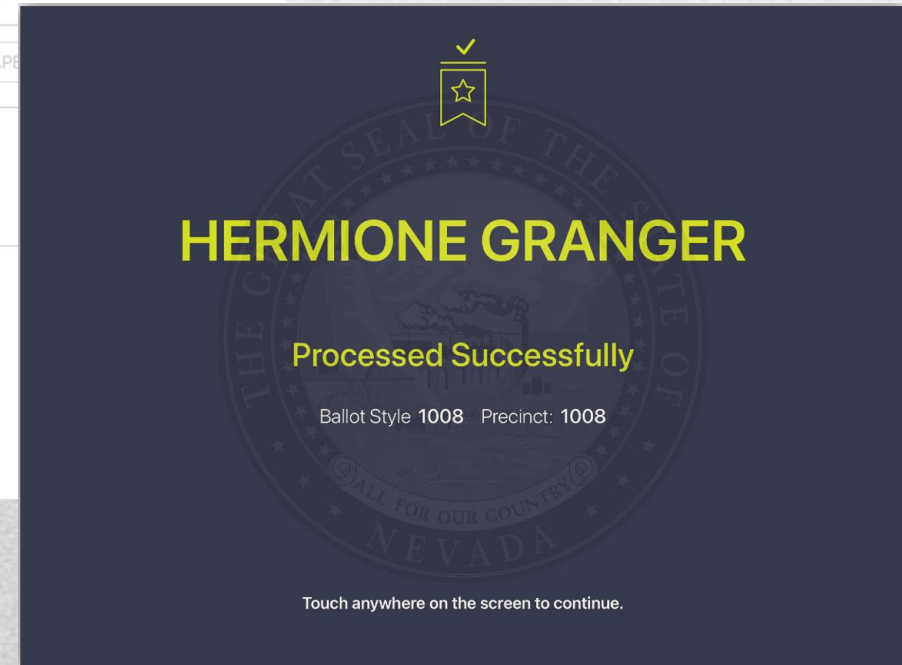 APE
HERMIONE GRANGER
Processed Successfully
Ballot Style 1008 Precinct: 1008
THE GREAT SEAL OF THE STATE OF
NEVADA
ALL FOR OUR COUNTRY
Touch anywhere on the screen to continue.